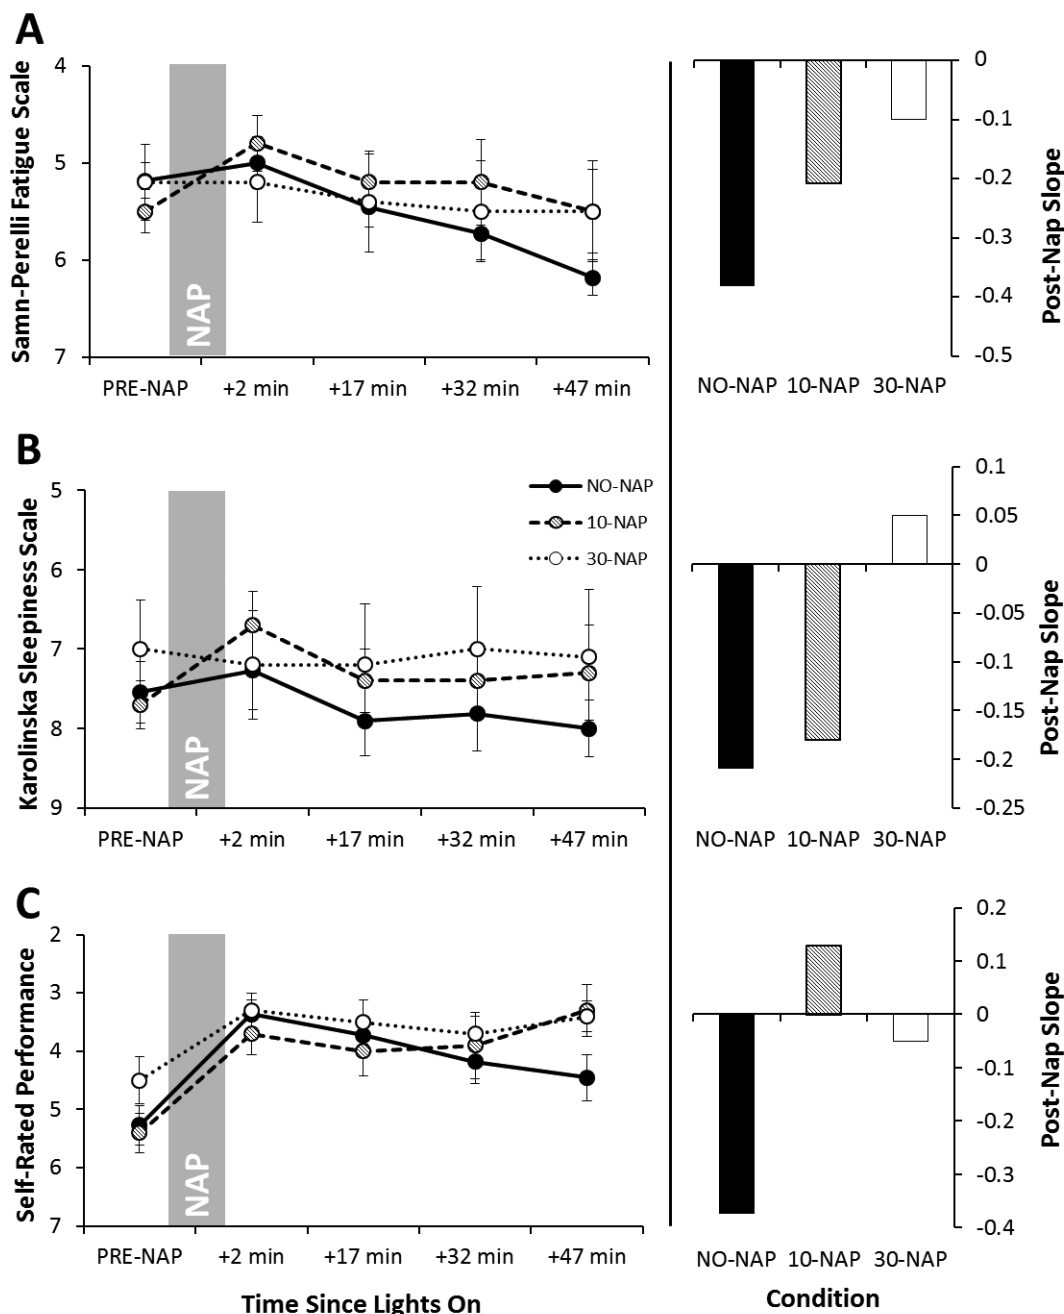 A
Samn-Perelli Fatigue Scale
4
5
6
7
NAP
PRE-NAP +2 min +17 min +32 min +47 min
0
-0.1
-0.2
-0.3
-0.4
-0.5
Post-Nap Slope
NO-NAP 10-NAP 30-NAP
B
Karolinska Sleepiness Scale
5
6
7
8
9
NAP
NO-NAP
10-NAP
30-NAP
PRE-NAP +2 min +17 min +32 min +47 min
0.1
0.05
0
-0.05
-0.1
-0.15
-0.2
-0.25
Post-Nap Slope
NO-NAP 10-NAP 30-NAP
C
Self-Rated Performance
2
3
4
5
6
7
NAP
PRE-NAP +2 min +17 min +32 min +47 min
Time Since Lights On
0.2
0.1
0
-0.1
-0.2
-0.3
-0.4
Post-Nap Slope
NO-NAP 10-NAP 30-NAP
Condition